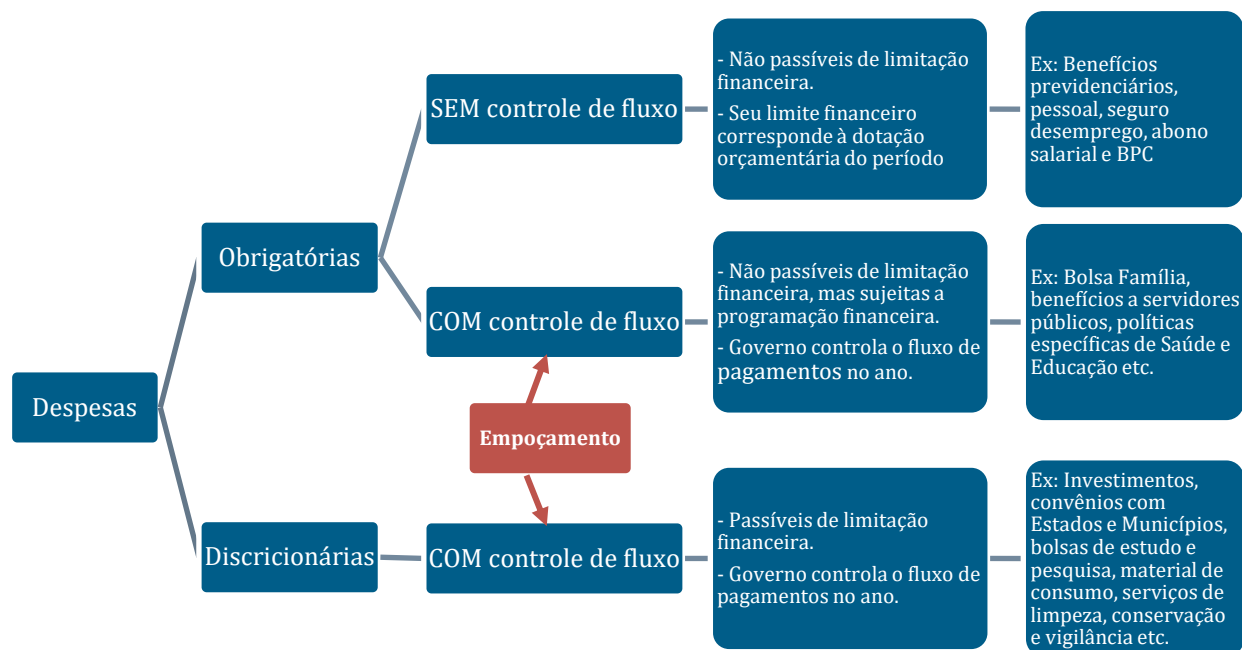 Despesas
Obrigatórias
SEM controle de fluxo
- Não passíveis de limitação
financeira.
- Seu limite financeiro
corresponde à dotação
orçamentária do período
Ex: Benefícios
previdenciários,
pessoal, seguro
desemprego, abono
salarial e BPC
COM controle de fluxo
- Não passíveis de limitação
financeira, mas sujeitas a
programação financeira.
- Governo controla o fluxo de
pagamentos no ano.
Ex: Bolsa Família,
benefícios a servidores
públicos, políticas
específicas de Saúde e
Educação etc.
Empoçamento
Discricionárias
COM controle de fluxo
- Passíveis de limitação
financeira.
- Governo controla o fluxo de
pagamentos no ano.
Ex: Investimentos,
convênios com
Estados e Municípios,
bolsas de estudo e
pesquisa, material de
consumo, serviços de
limpeza, conservação
e vigilância etc.